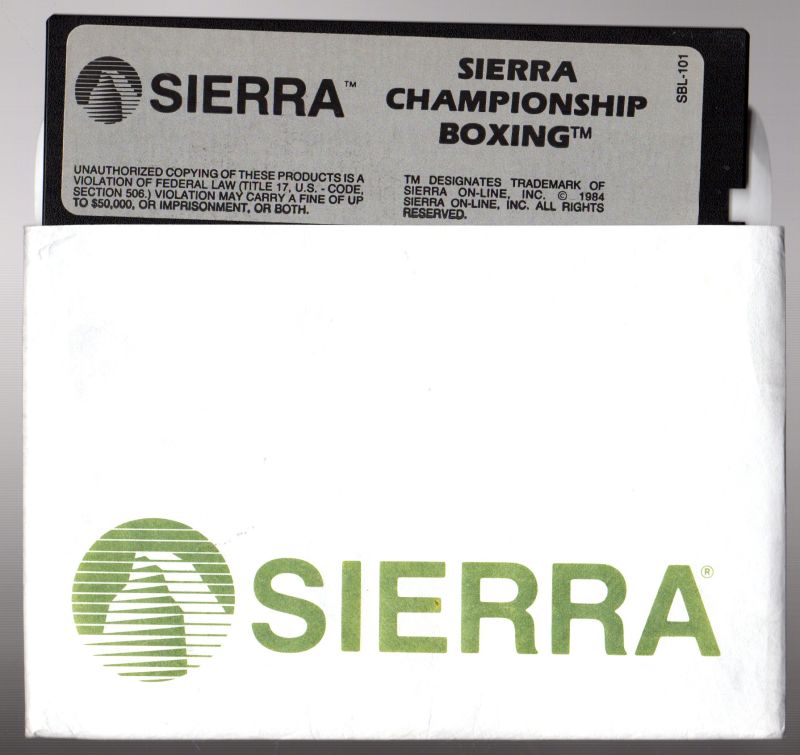 SIERRA™
SIERRA
CHAMPIONSHIP
BOXING™
SBL-101
UNAUTHORIZED COPYING OF THESE PRODUCTS IS A
VIOLATION OF FEDERAL LAW (TITLE 17, U.S. - CODE,
SECTION 506.) VIOLATION MAY CARRY A FINE OF UP
TO $50,000, OR IMPRISONMENT, OR BOTH.
TM DESIGNATES TRADEMARK OF
SIERRA ON-LINE, INC. © 1984
SIERRA ON-LINE, INC. ALL RIGHTS
RESERVED.
SIERRA®